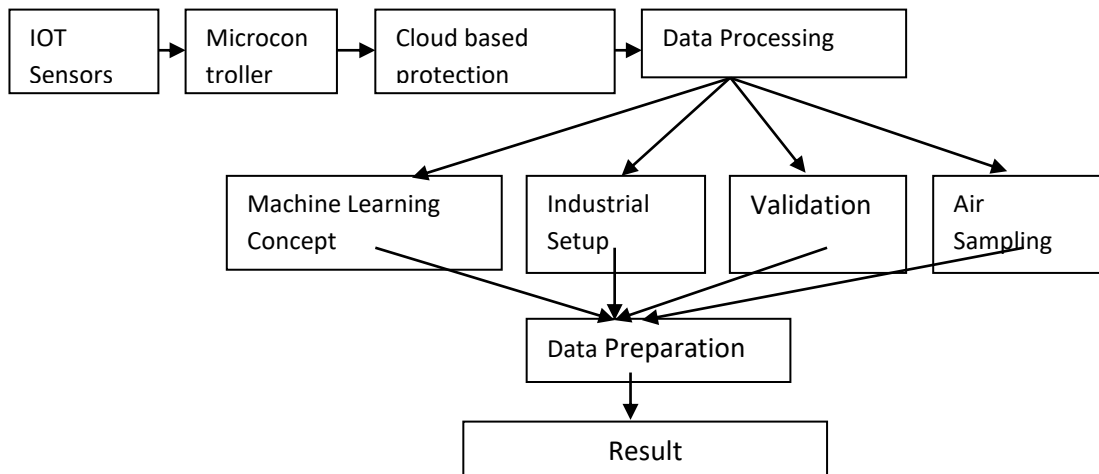 IOT
Sensors
Microcon
troller
Cloud based
protection
Data Processing
Machine Learning
Concept
Industrial
Setup
Validation
Air
Sampling
Data Preparation
Result